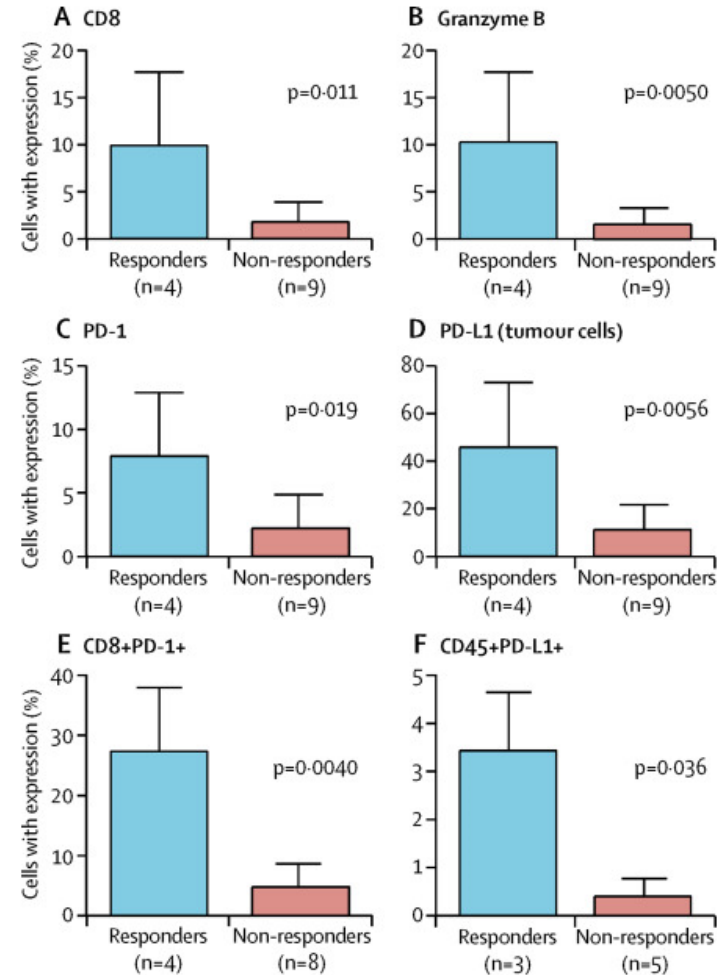 A CD8
Cells with expression (%)
20
15
10
5
0
p=0·011
Responders
(n=4)
Non-responders
(n=9)
B Granzyme B
20
15
10
5
0
p=0·0050
Responders
(n=4)
Non-responders
(n=9)
C PD-1
Cells with expression (%)
15
10
5
0
p=0·019
Responders
(n=4)
Non-responders
(n=9)
D PD-L1 (tumour cells)
80
60
40
20
0
p=0·0056
Responders
(n=4)
Non-responders
(n=9)
E CD8+PD-1+
Cells with expression (%)
40
30
20
10
0
p=0·0040
Responders
(n=4)
Non-responders
(n=8)
F CD45+PD-L1+
5
4
3
2
1
0
p=0·036
Responders
(n=3)
Non-responders
(n=5)